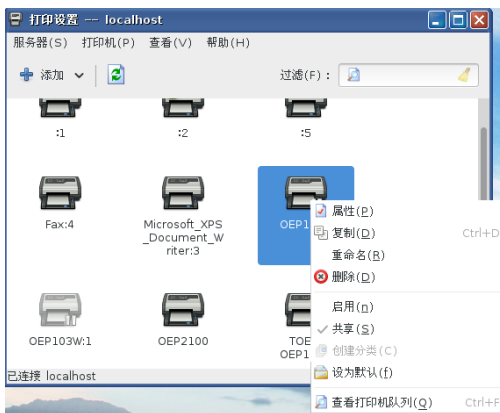 打印设置 -- localhost
服务器(S) 打印机(P) 查看(V) 帮助(H)
添加 过滤(F)：
:1 :2 :5
Fax:4
Microsoft_XPS
_Document_W
riter:3
OEP1
属性(P)
复制(D) Ctrl+D
重命名(R)
删除(D)
启用(n)
共享(S)
创建分类(C)
设为默认(f)
查看打印机队列(Q) Ctrl+F
OEP103W:1
OEP2100
TOE
OEP1
已连接 localhost